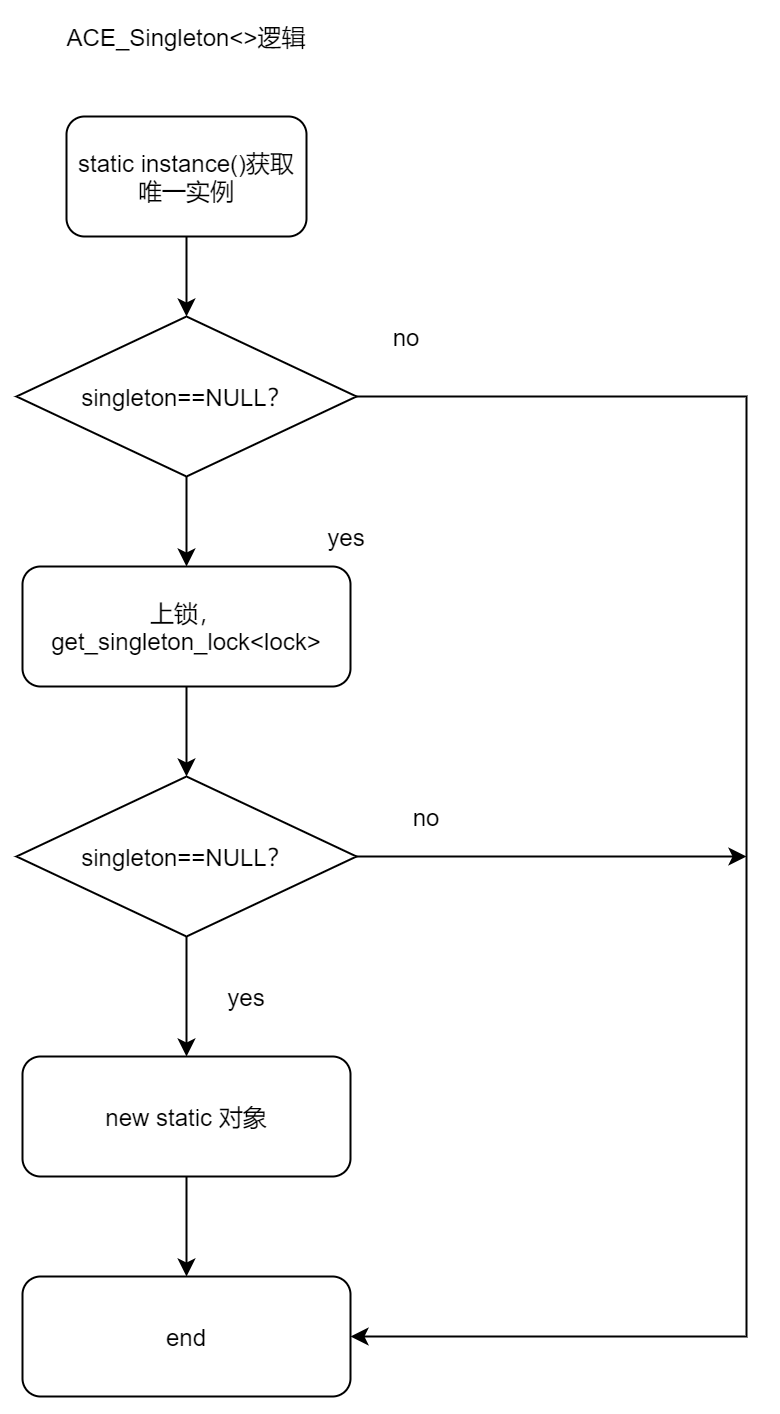 ACE_Singleton<>逻辑
static instance()获取
唯一实例
no
singleton==NULL？
yes
上锁，
get_singleton_lock<lock>
no
singleton==NULL？
yes
new static 对象
end